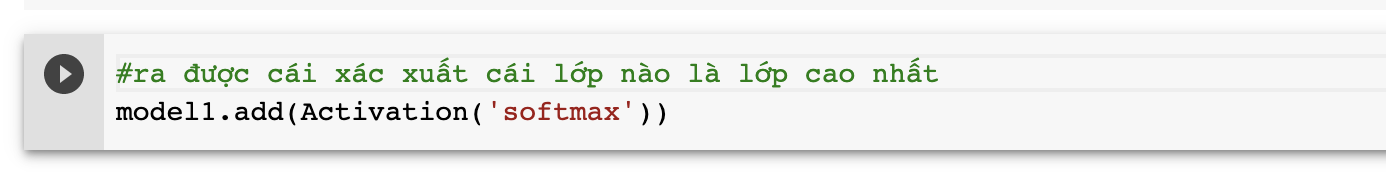 #ra được cái xác xuất cái lớp nào là lớp cao nhất
model1.add(Activation('softmax'))